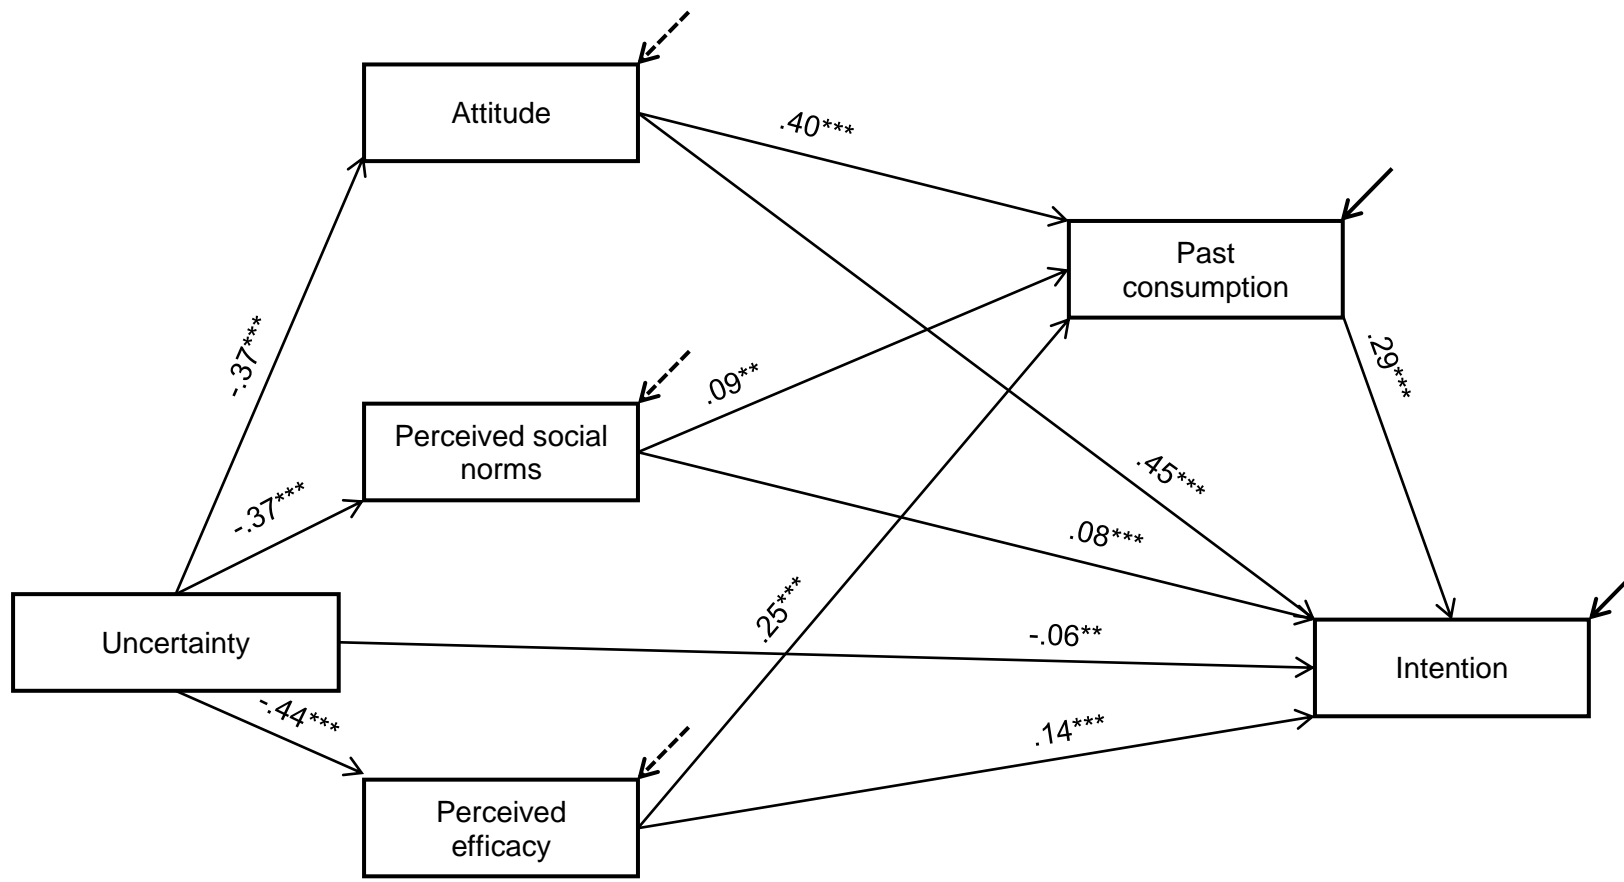 Attitude
.40***
Past
consumption
-.37***
.29***
.09**
Perceived social
norms
.45***
-.37***
.08***
.25***
Uncertainty
-.06**
Intention
-.44***
.14***
Perceived
efficacy